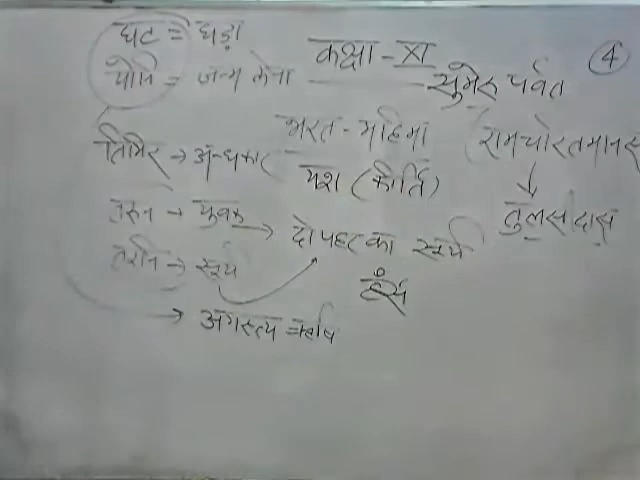 घट = घड़ा
योनि = जन्म लेना
कक्षा - XI
सुमेरु पर्वत
4
भरत - महिमा
(रामचरितमानस
तिमिर → अन्धकार
यश (कीर्ति)
तुलसीदास
तरुन → युवक → दोपहर का सूर्य
तरनि → सूर्य
हंस
→ अगस्त्य ऋषि